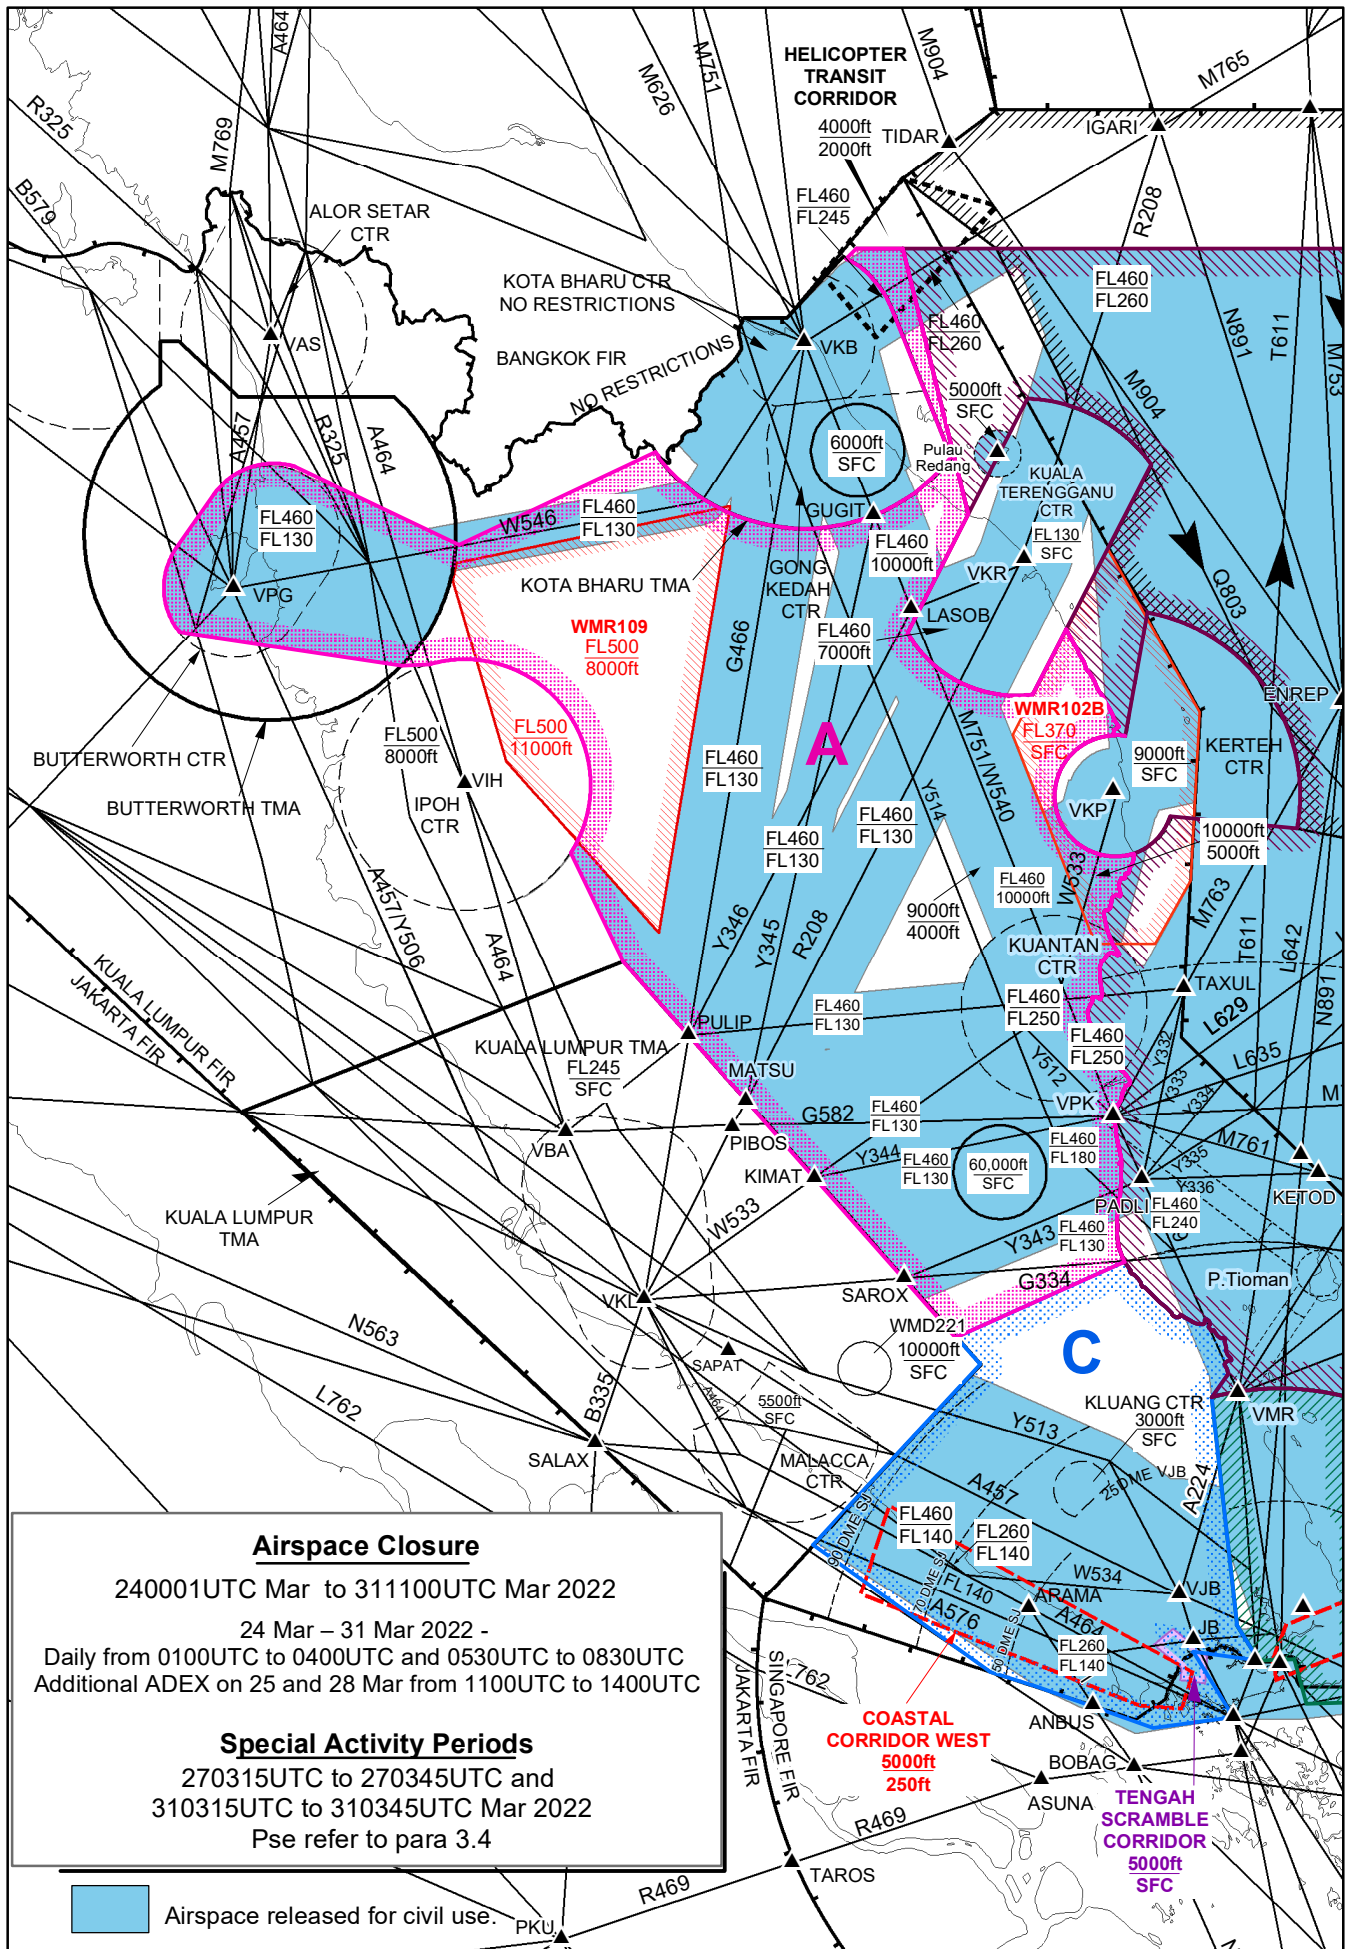 A464
M751
M626
M904
HELICOPTER
TRANSIT
CORRIDOR
4000ft
2000ft
TIDAR
IGARI
M765
R325
M769
B579
FL460
FL245
R208
ALOR SETAR
CTR
KOTA BHARU CTR
NO RESTRICTIONS
FL460
FL260
VAS
VKB
FL460
FL260
N891
T611
M753
BANGKOK FIR
NO RESTRICTIONS
M904
5000ft
SFC
A457
R325
A464
6000ft
SFC
Pulau
Redang
KUALA
TERENGGANU
CTR
FL460
FL130
W546
FL460
FL130
GUGIT
FL460
10000ft
FL130
SFC
VKR
Q803
VPG
KOTA BHARU TMA
GONG
KEDAH
CTR
LASOB
WMR109
FL500
8000ft
G466
FL460
7000ft
ENREP
WMR102B
FL370
SFC
FL500
8000ft
FL500
11000ft
A
M751/W540
KERTEH
CTR
9000ft
SFC
BUTTERWORTH CTR
BUTTERWORTH TMA
VIH
IPOH
CTR
FL460
FL130
Y514
VKP
FL460
FL130
FL460
FL130
10000ft
5000ft
FL460
10000ft
W533
A457/Y506
A464
Y346
Y345
R208
9000ft
4000ft
M763
T611
L642
KUANTAN
CTR
KUALA LUMPUR FIR
JAKARTA FIR
TAXUL
N891
FL460
FL250
L629
PULIP
FL460
FL130
KUALA LUMPUR TMA
FL245
SFC
FL460
FL250
Y332
L635
MATSU
Y512
Y333
Y334
VPK
G582
FL460
FL130
VBA
PIBOS
Y344
FL460
FL130
60,000ft
SFC
FL460
FL180
M761
Y335
Y336
KIMAT
KETOD
PADLI
FL460
FL240
KUALA LUMPUR
TMA
W533
Y343
FL460
FL130
G334
P.Tioman
VKL
SAROX
N563
WMD221
10000ft
SFC
C
SAPAT
L762
B335
A464
5500ft
SFC
KLUANG CTR
3000ft
SFC
VMR
SALAX
Y513
MALACCA
CTR
A457
25DME VJB
A224
90 DME SJ
FL460
FL140
FL260
FL140
70 DME SJ
FL140
W534
VJB
A576
ARAMA
A464
JB
50 DME SJ
FL260
FL140
L762
SINGAPORE FIR
JAKARTA FIR
ANBUS
COASTAL
CORRIDOR WEST
5000ft
250ft
BOBAG
ASUNA
TENGAH
SCRAMBLE
CORRIDOR
5000ft
SFC
R469
TAROS
R469
PKU
Airspace Closure
240001UTC Mar to 311100UTC Mar 2022
24 Mar – 31 Mar 2022 -
Daily from 0100UTC to 0400UTC and 0530UTC to 0830UTC
Additional ADEX on 25 and 28 Mar from 1100UTC to 1400UTC
Special Activity Periods
270315UTC to 270345UTC and
310315UTC to 310345UTC Mar 2022
Pse refer to para 3.4
Airspace released for civil use.